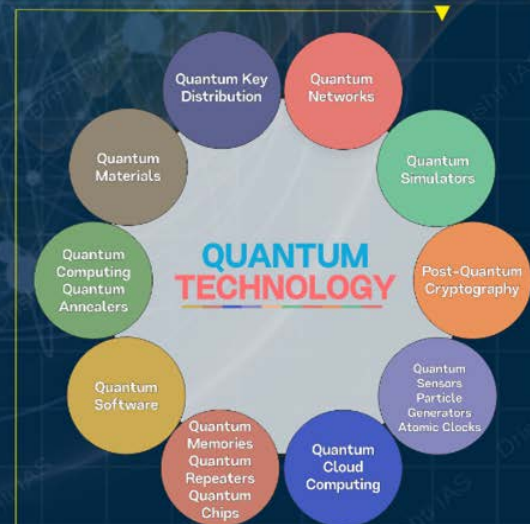 QUANTUM
TECHNOLOGY
Quantum Key
Distribution
Quantum
Networks
Quantum
Simulators
Post-Quantum
Cryptography
Quantum
Sensors
Particle
Generators
Atomic Clocks
Quantum
Cloud
Computing
Quantum
Memories
Quantum
Repeaters
Quantum
Chips
Quantum
Software
Quantum
Computing
Quantum
Annealers
Quantum
Materials